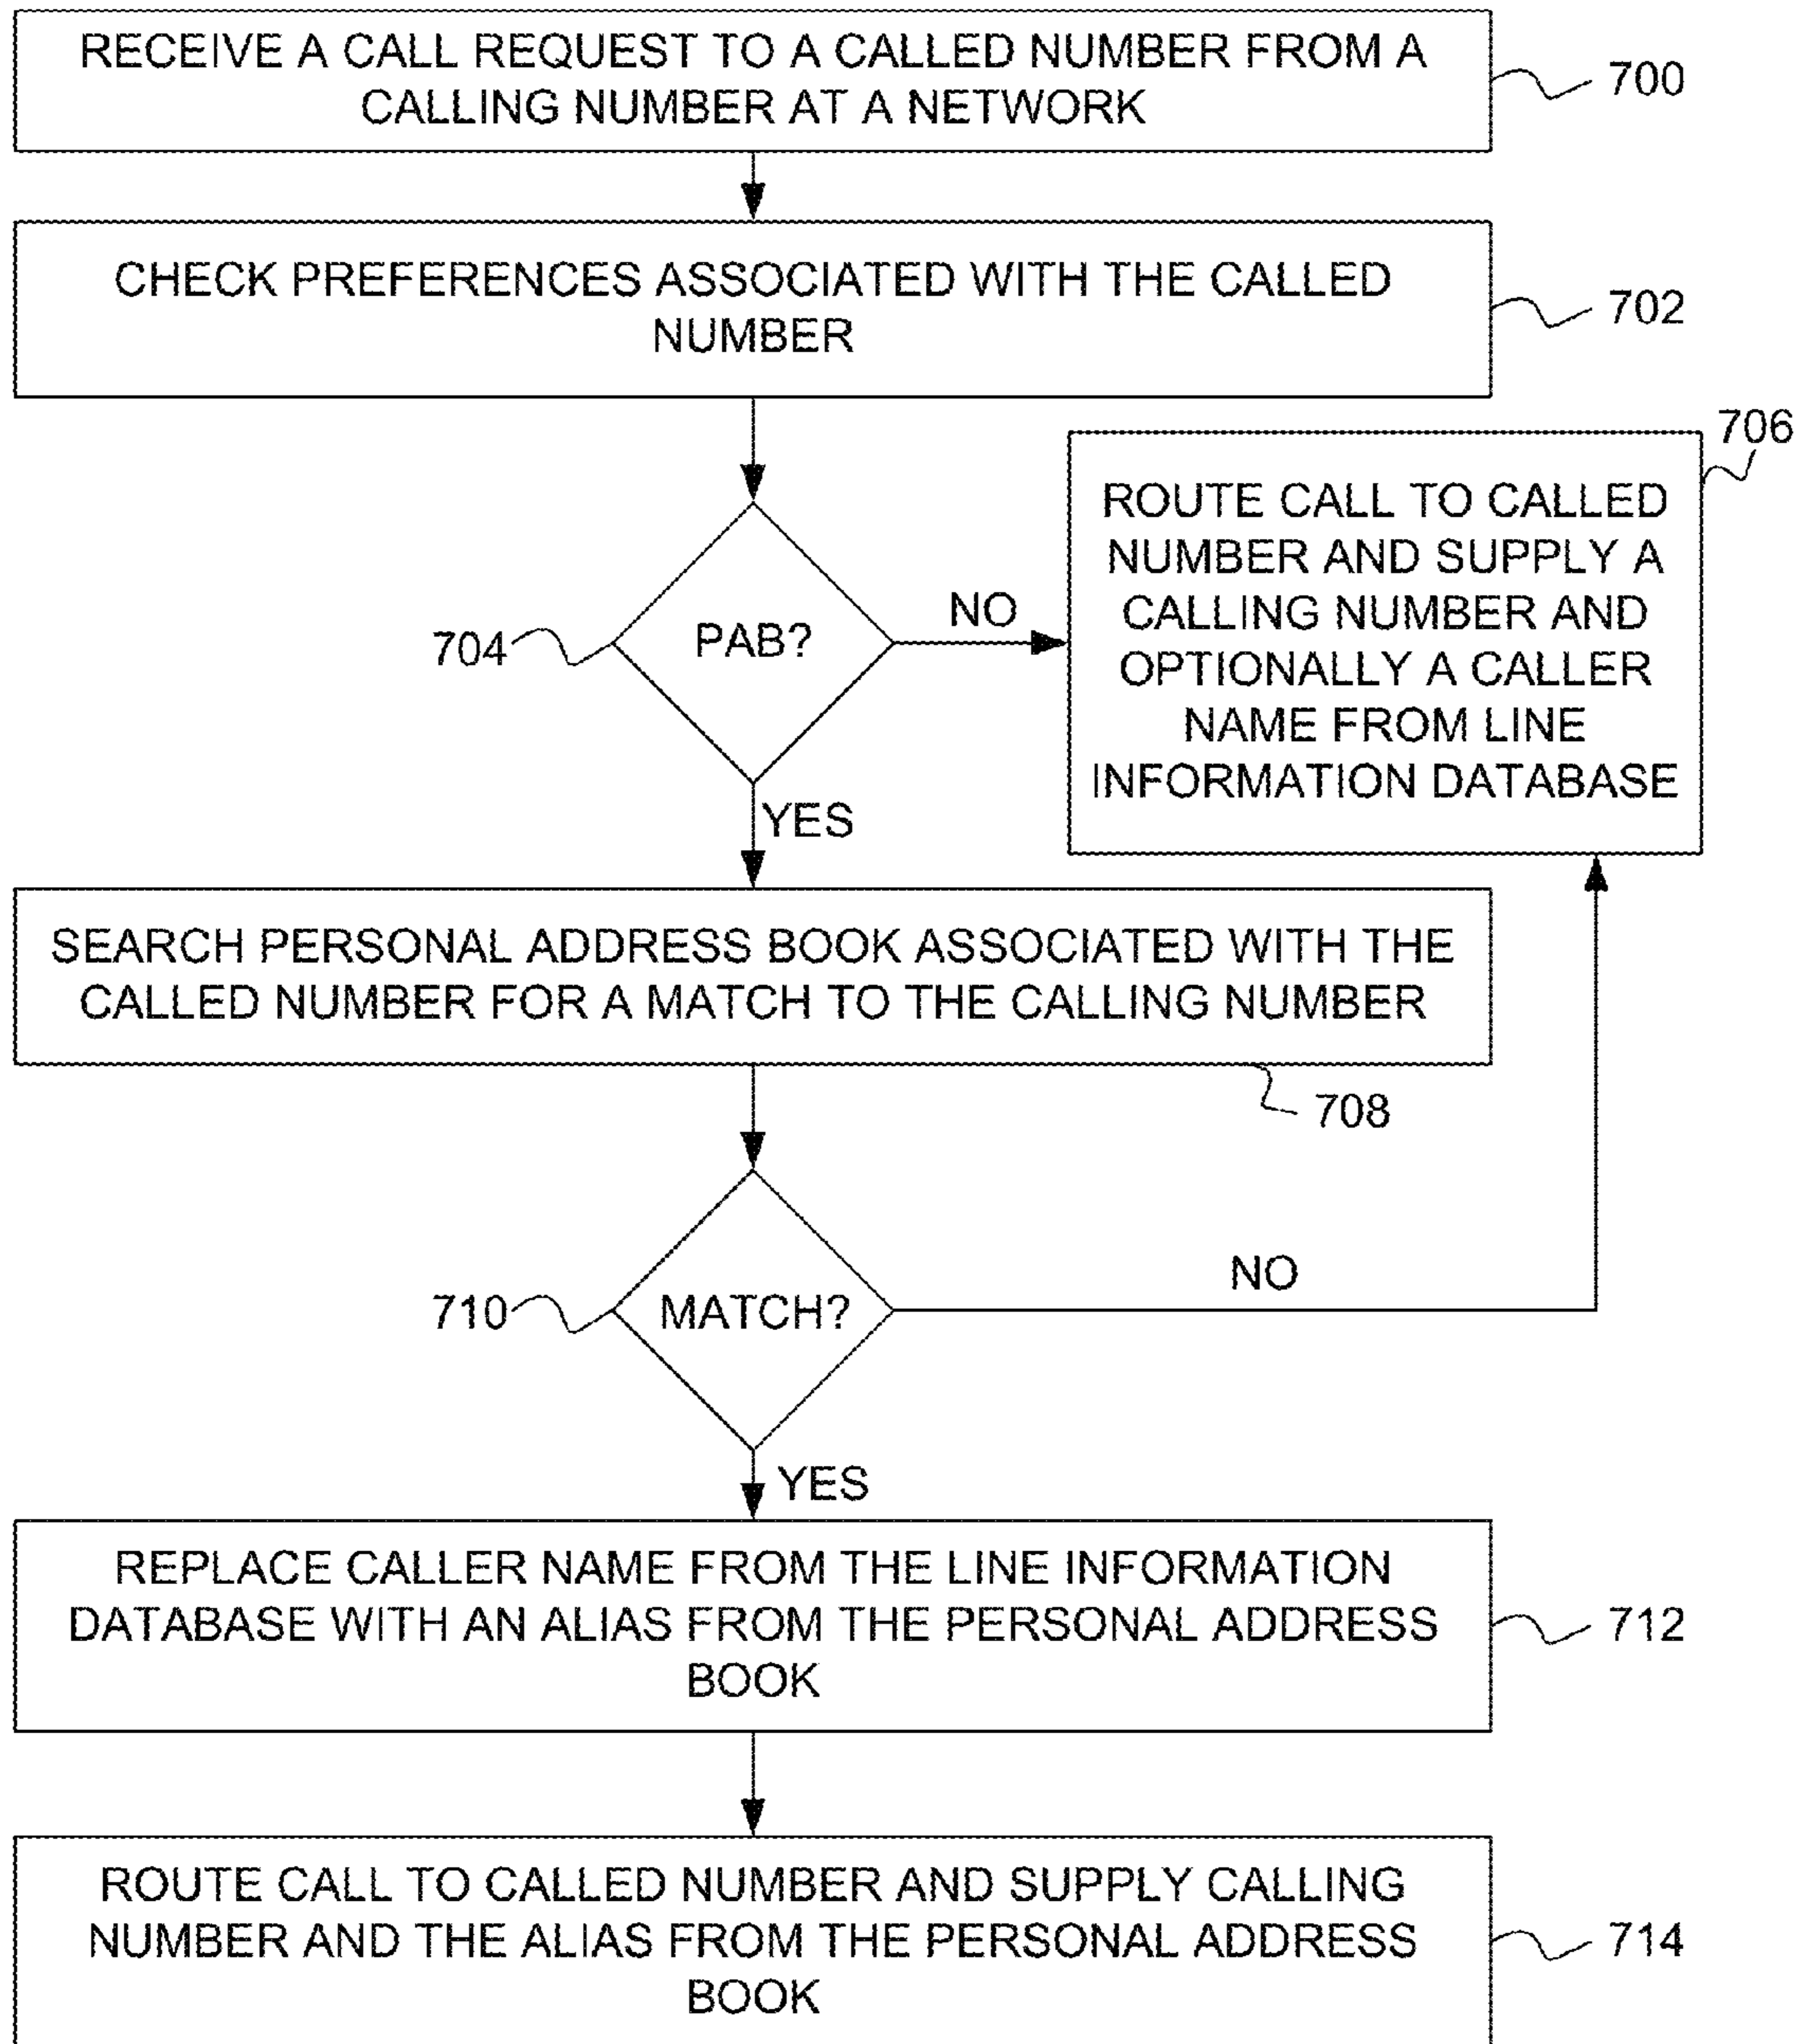 RECEIVE A CALL REQUEST TO A CALLED NUMBER FROM A
CALLING NUMBER AT A NETWORK
700
CHECK PREFERENCES ASSOCIATED WITH THE CALLED
NUMBER
702
706
ROUTE CALL TO CALLED
NUMBER AND SUPPLY A
CALLING NUMBER AND
OPTIONALLY A CALLER
NAME FROM LINE
INFORMATION DATABASE
704
PAB?
NO
YES
SEARCH PERSONAL ADDRESS BOOK ASSOCIATED WITH THE
CALLED NUMBER FOR A MATCH TO THE CALLING NUMBER
708
710
MATCH?
NO
YES
REPLACE CALLER NAME FROM THE LINE INFORMATION
DATABASE WITH AN ALIAS FROM THE PERSONAL ADDRESS
BOOK
712
ROUTE CALL TO CALLED NUMBER AND SUPPLY CALLING
NUMBER AND THE ALIAS FROM THE PERSONAL ADDRESS
BOOK
714